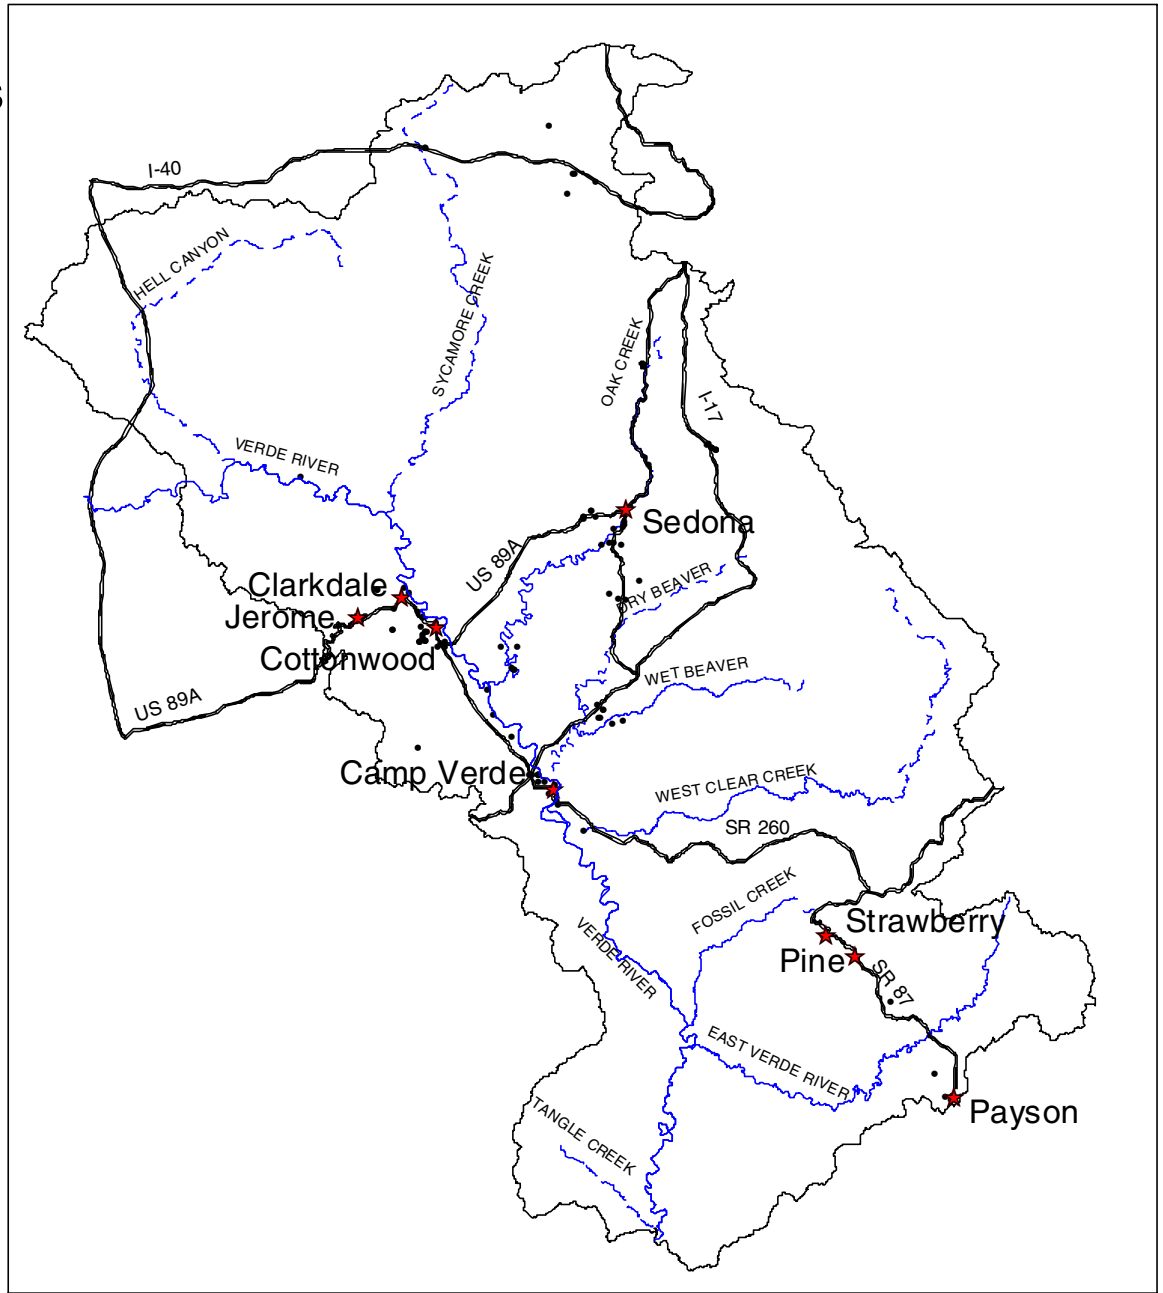 I-40
HELL CANYON
SYCAMORE CREEK
OAK CREEK
I-17
VERDE RIVER
Sedona
US 89A
Clarkdale
DRY BEAVER
Jerome
Cottonwood
WET BEAVER
US 89A
Camp Verde
WEST CLEAR CREEK
SR 260
FOSSIL CREEK
Strawberry
VERDE RIVER
Pine
SR 87
EAST VERDE RIVER
TANGLE CREEK
Payson